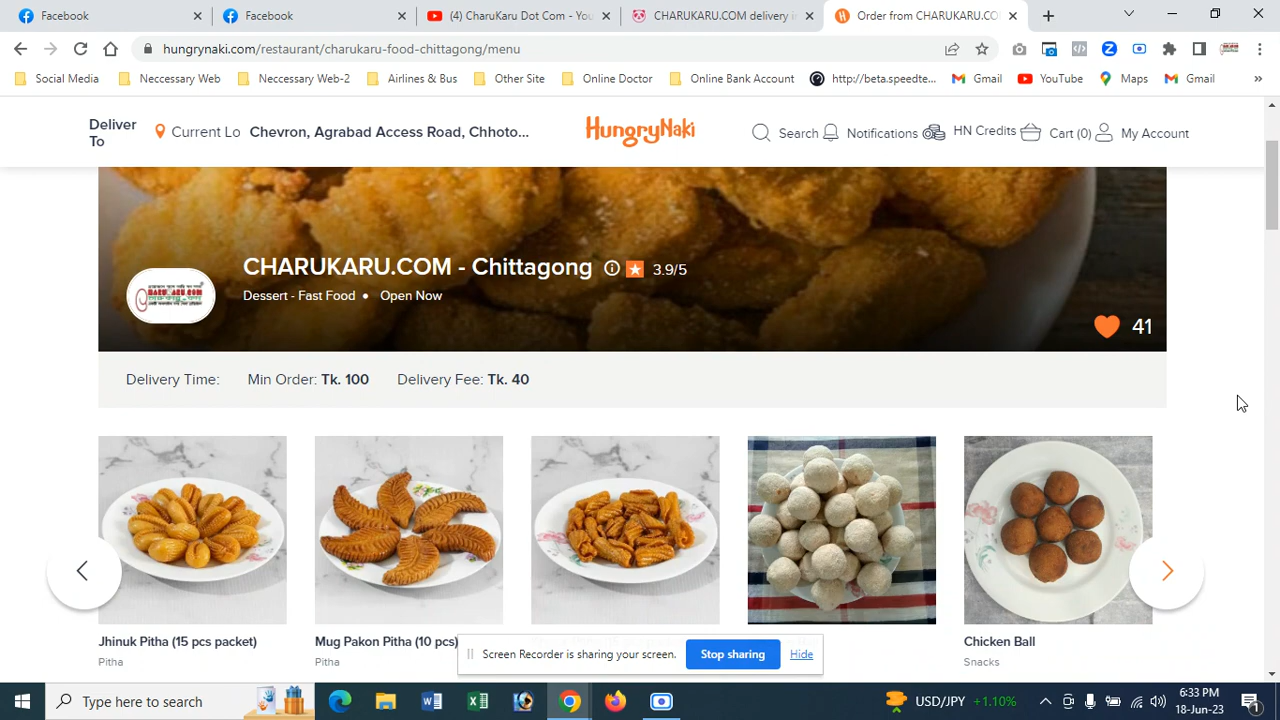 Facebook
Facebook
(4) CharuKaru Dot Com - You
CHARUKARU.COM delivery in
Order from CHARUKARU.CO
hungrynaki.com/restaurant/charukaru-food-chittagong/menu
Social Media
Neccessary Web
Neccessary Web-2
Airlines & Bus
Other Site
Online Doctor
Online Bank Account
http://beta.speedte...
Gmail
YouTube
Maps
Gmail
Deliver To
Current Lo
Chevron, Agrabad Access Road, Chhoto...
HungryNaki
Search
Notifications
HN Credits
Cart (0)
My Account
CHARUKARU.COM - Chittagong
3.9/5
Dessert - Fast Food • Open Now
41
Delivery Time:
Min Order: Tk. 100
Delivery Fee: Tk. 40
Jhinuk Pitha (15 pcs packet)
Pitha
Mug Pakon Pitha (10 pcs)
Pitha
Chicken Ball
Snacks
Screen Recorder is sharing your screen.
Stop sharing
Hide
Type here to search
USD/JPY +1.10%
6:33 PM
18-Jun-23
1